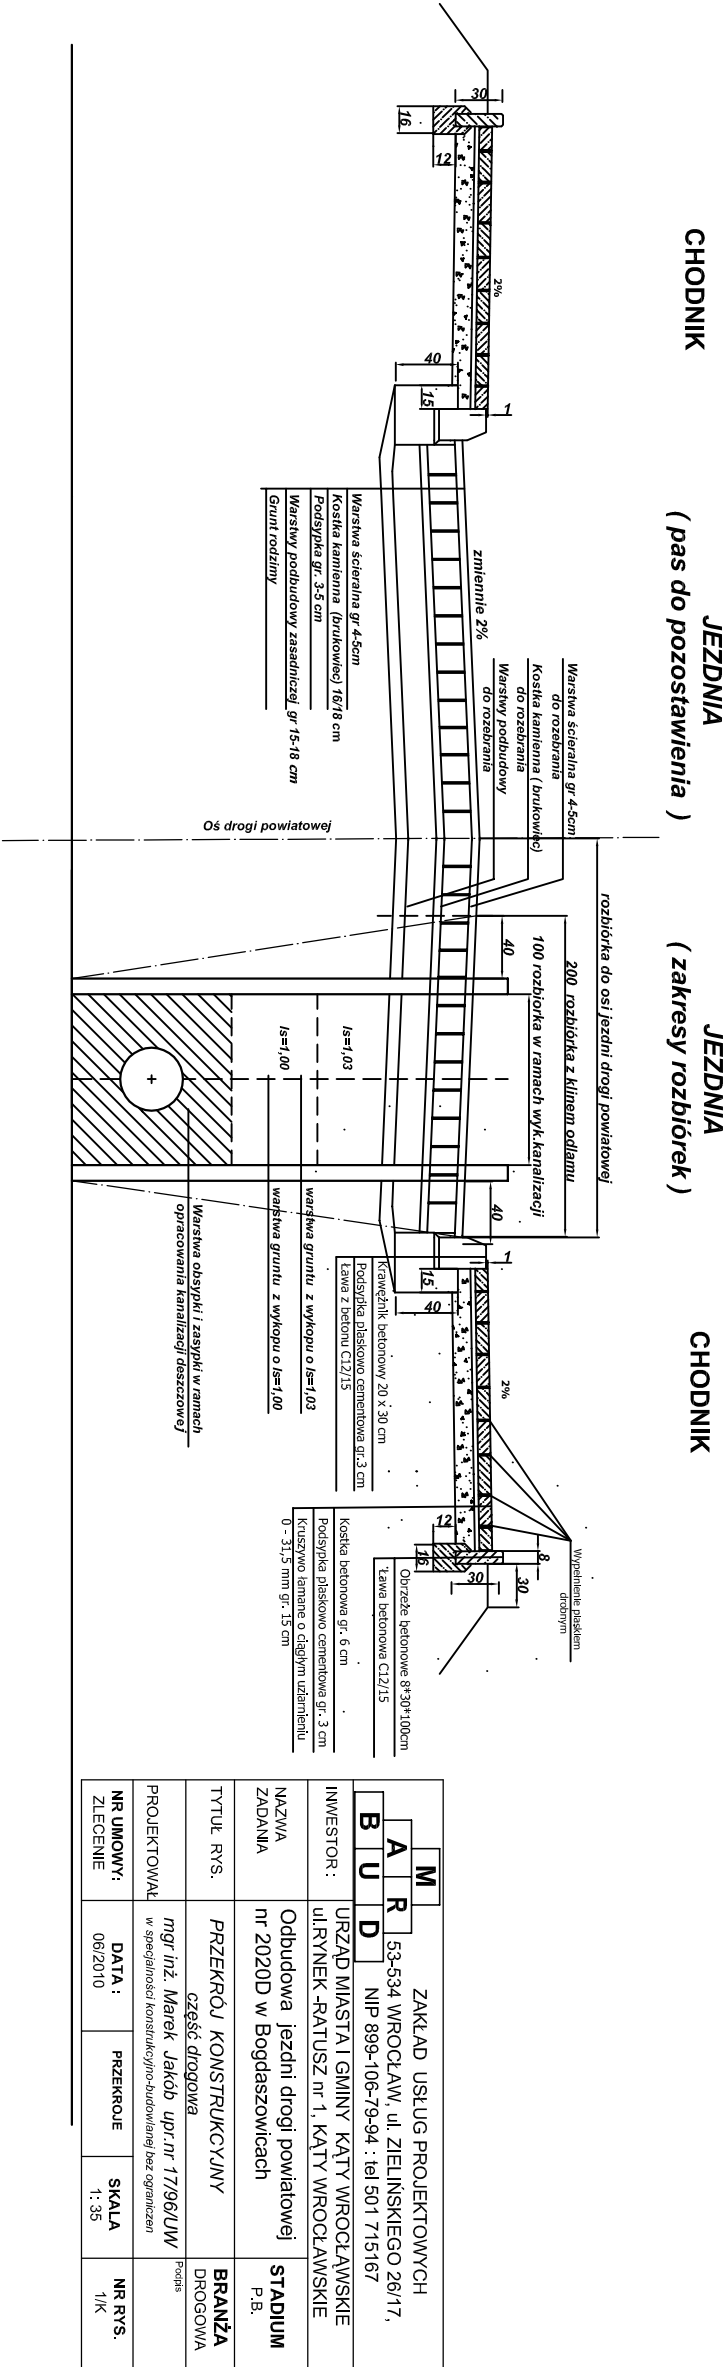 CHODNIK
JEZDNIA
( pas do pozostawienia )
JEZDNIA
( zakresy rozbiórek )
CHODNIK
30
16
12
2%
40
15
1
zmiennie 2%
Warstwa ścieralna gr 4-5cm
Kostka kamienna (brukowiec) 16/18 cm
Podsypka gr. 3-5 cm
Warstwy podbudowy zasadniczej gr 15-18 cm
Grunt rodzimy
Warstwa ścieralna gr 4-5cm
do rozebrania
Kostka kamienna ( brukowiec)
do rozebrania
Warstwy podbudowy
do rozebrania
Oś drogi powiatowej
rozbiórka do osi jezdni drogi powiatowej
200 rozbiórka z klinem odlamu
100 rozbiorka w ramach wyk.kanalizacji
40
40
Is=1,03
Is=1,00
warstwa gruntu z wykopu o Is=1,03
warstwa gruntu z wykopu o Is=1,00
Warstwa obsypki i zasypki w ramach
opracowania kanalizacji deszczowej
1
15
40
Krawężnik betonowy 20 x 30 cm
Podsypka piaskowo cementowa gr.3 cm
Ława z betonu C12/15
2%
Wypełnienie piaskiem
drobnym
12
16
8
30
30
Obrzeże betonowe 8*30*100cm
Ława betonowa C12/15
Kostka betonowa gr. 6 cm
Podsypka piaskowo cementowa gr. 3 cm
Kruszywo łamane o ciągłym uziarnieniu
0 - 31,5 mm gr. 15 cm
M
A R
B U D
ZAKŁAD USŁUG PROJEKTOWYCH
53-534 WROCŁAW, ul. ZIELIŃSKIEGO 26/17,
NIP 899-106-79-94 : tel 501 715167
INWESTOR :
URZĄD MIASTA I GMINY KĄTY WROCŁAWSKIE
ul.RYNEK -RATUSZ nr 1, KĄTY WROCŁAWSKIE
NAZWA
ZADANIA
Odbudowa jezdni drogi powiatowej
nr 2020D w Bogdaszowicach
STADIUM
P.B.
TYTUŁ RYS.
PRZEKRÓJ KONSTRUKCYJNY
część drogowa
BRANŻA
DROGOWA
PROJEKTOWAŁ
mgr inż. Marek Jakób upr.nr 17/96/UW
w specjalności konstrukcyjno-budowlanej bez ograniczen
Podpis
NR UMOWY:
ZLECENIE
DATA :
06/2010
PRZEKROJE
SKALA
1: 35
NR RYS.
1/K